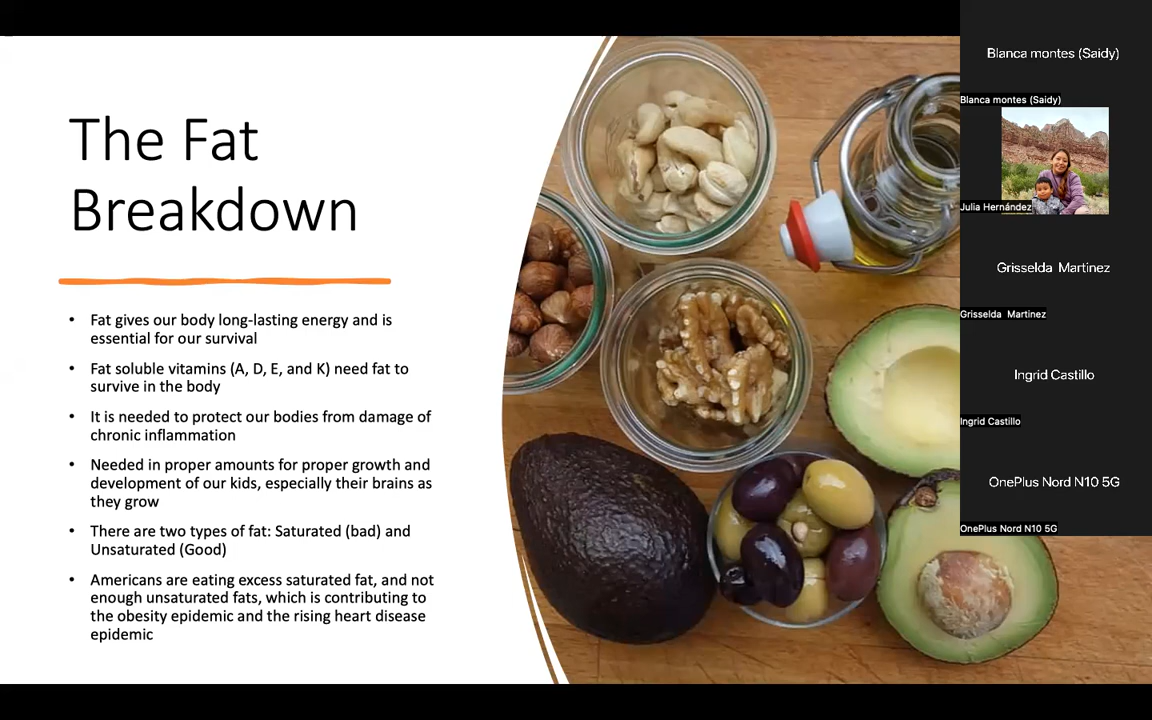 The Fat
Breakdown
• Fat gives our body long-lasting energy and is
essential for our survival
• Fat soluble vitamins (A, D, E, and K) need fat to
survive in the body
• It is needed to protect our bodies from damage of
chronic inflammation
• Needed in proper amounts for proper growth and
development of our kids, especially their brains as
they grow
• There are two types of fat: Saturated (bad) and
Unsaturated (Good)
• Americans are eating excess saturated fat, and not
enough unsaturated fats, which is contributing to
the obesity epidemic and the rising heart disease
epidemic
Blanca montes (Saidy)
Blanca montes (Saidy)
Julia Hernández
Grisselda Martinez
Grisselda Martinez
Ingrid Castillo
Ingrid Castillo
OnePlus Nord N10 5G
OnePlus Nord N10 5G